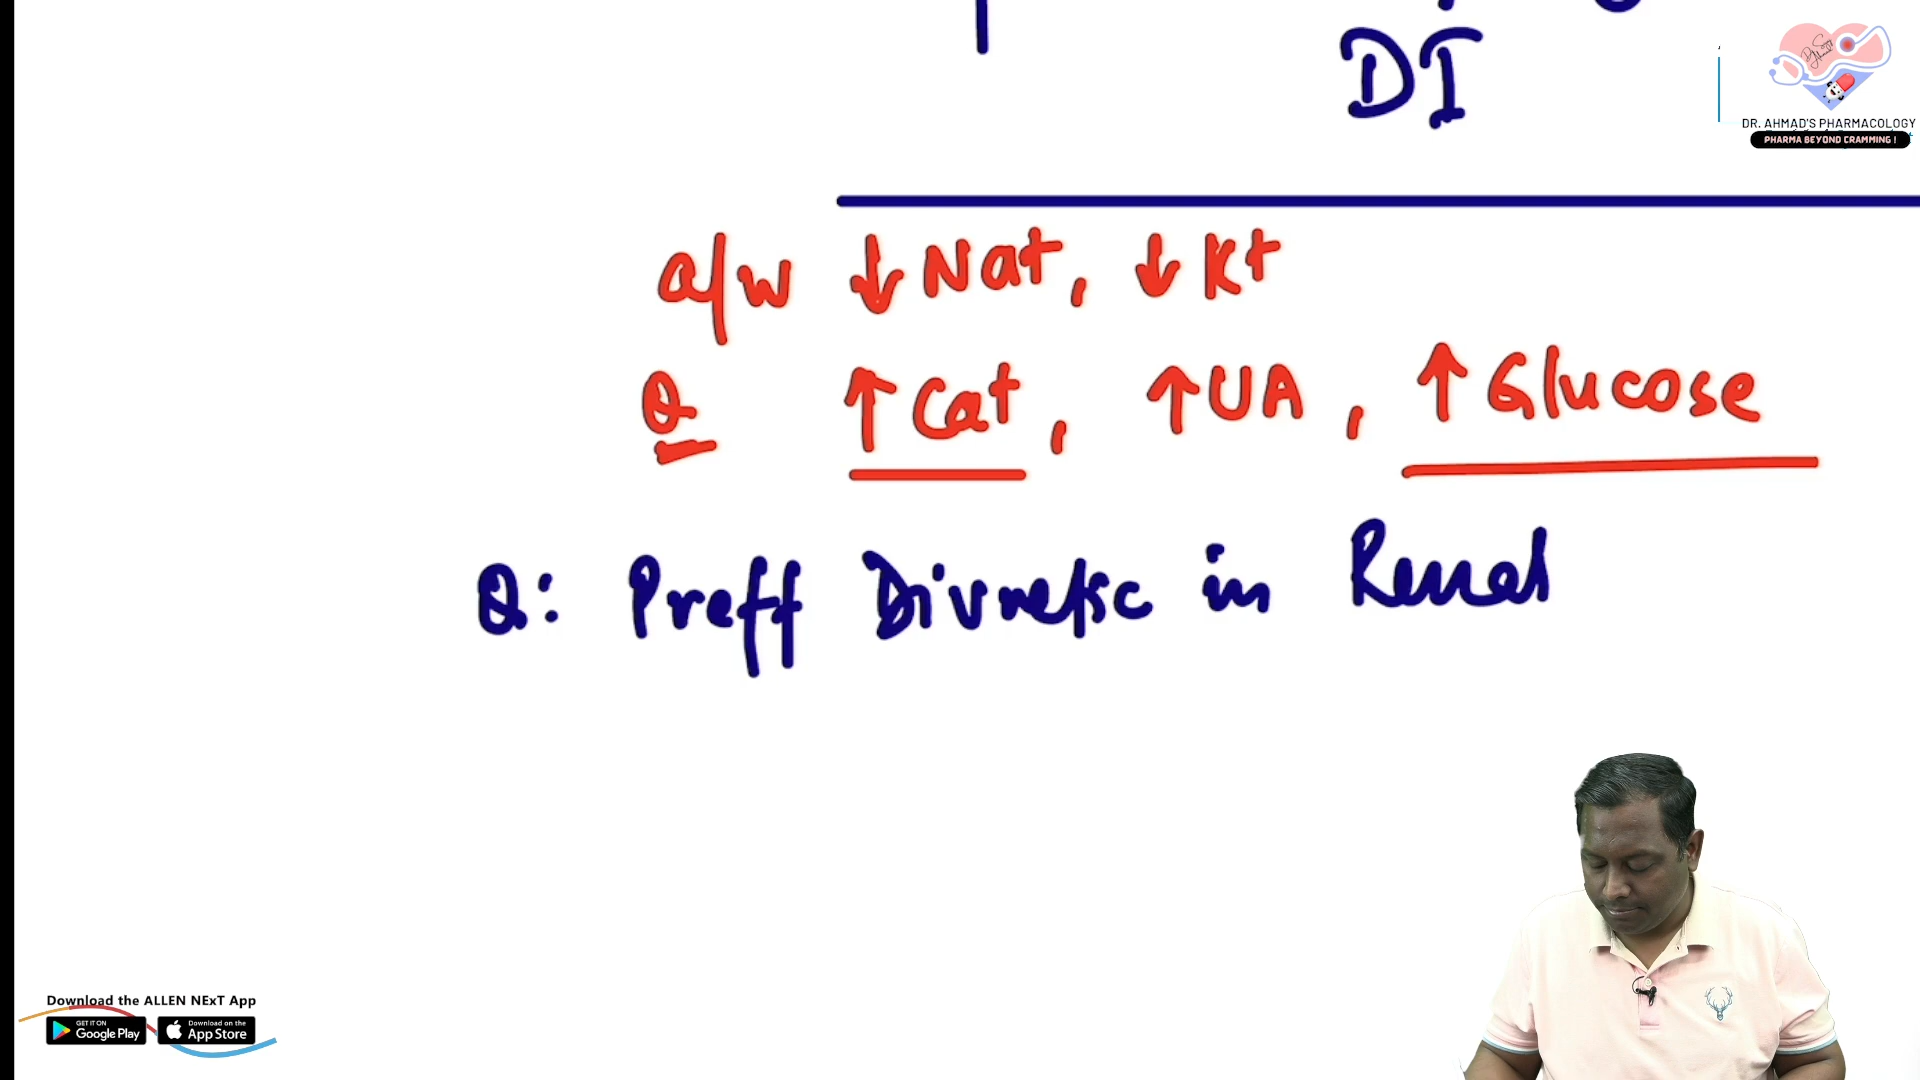 DI
DR. AHMAD'S PHARMACOLOGY
PHARMA BEYOND CRAMMING !
a/w ↓ Na+, ↓ K+
Q ↑ Ca+, ↑ UA, ↑ Glucose
Q: Preff Diuretic in Renal
Download the ALLEN NExT App
GET IT ON
Google Play
Download on the
App Store